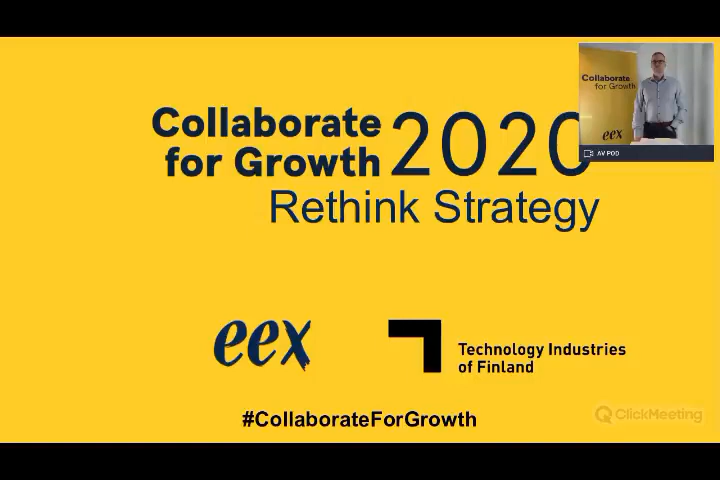 Collaborate
for Growth
2020
Rethink Strategy
eex
Technology Industries
of Finland
#CollaborateForGrowth
ClickMeeting
Collaborate
for Growth
eex
AV POD